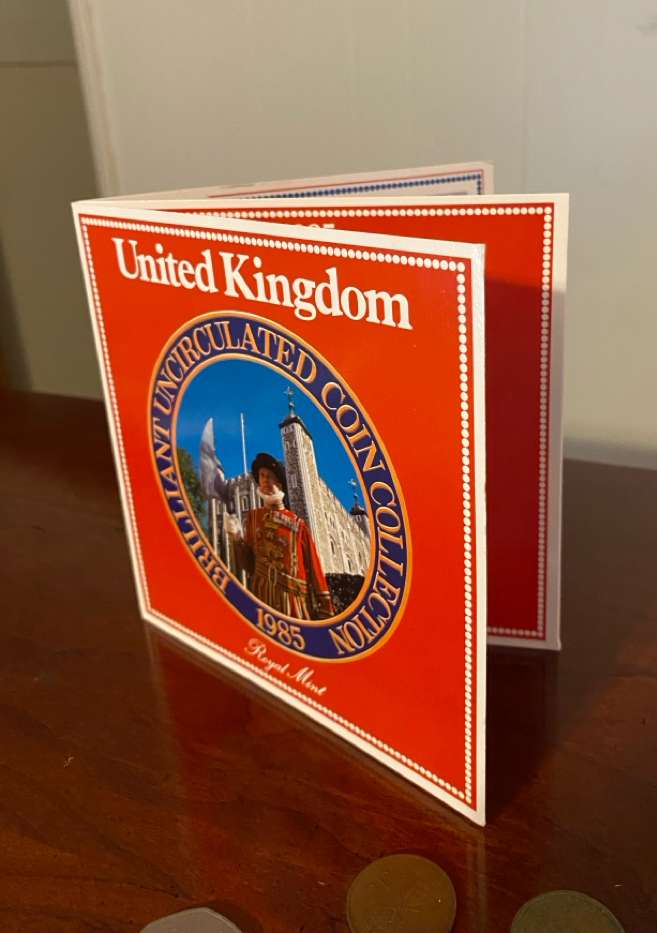 United Kingdom
BRILLIANT UNCIRCULATED COIN COLLECTION
1985
Royal Mint